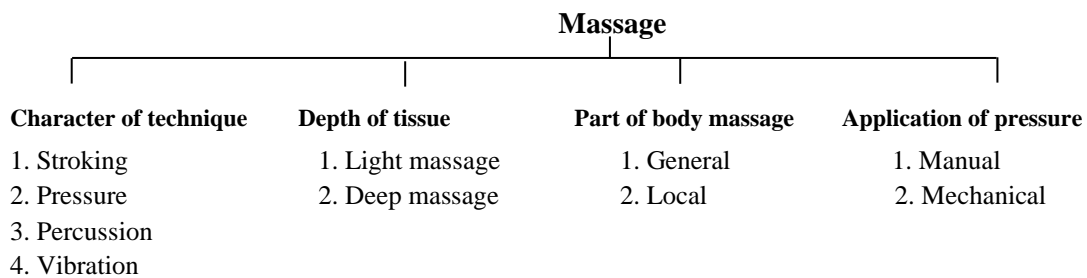 Massage
Character of technique
1. Stroking
2. Pressure
3. Percussion
4. Vibration
Depth of tissue
1. Light massage
2. Deep massage
Part of body massage
1. General
2. Local
Application of pressure
1. Manual
2. Mechanical